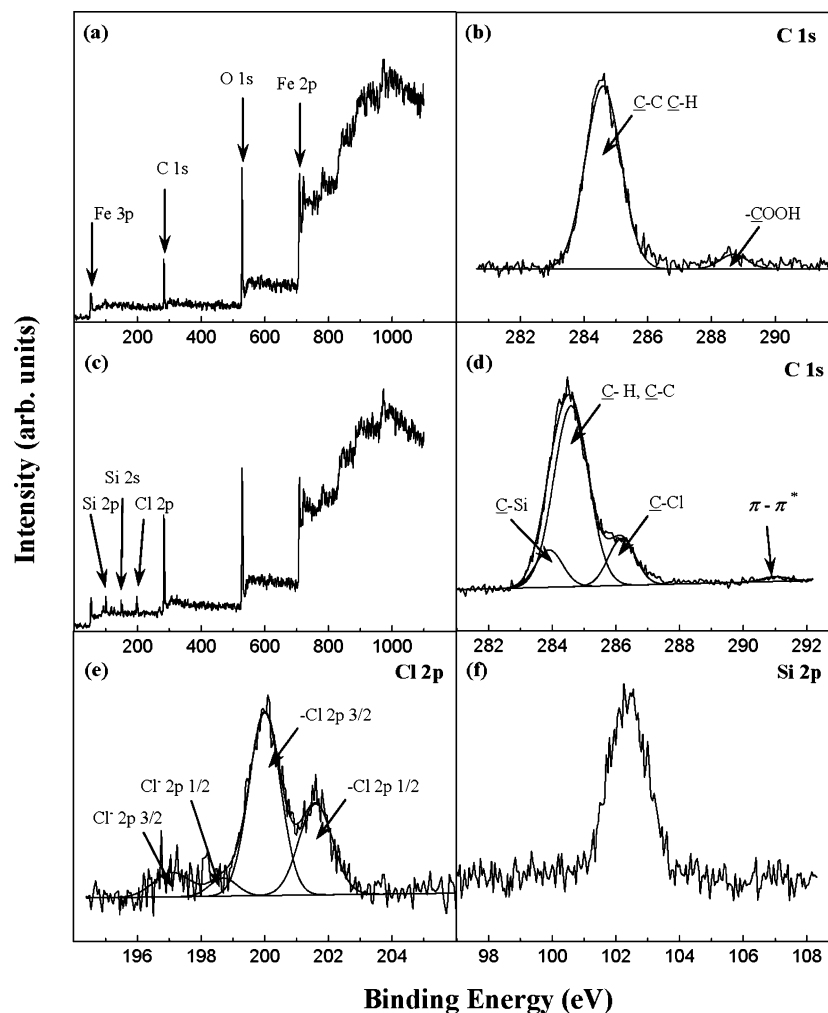 (a)
Fe 3p
C 1s
O 1s
Fe 2p
200 400 600 800 1000
(b)
C 1s
C-C C-H
-COOH
282 284 286 288 290
(c)
Si 2p
Si 2s
Cl 2p
200 400 600 800 1000
(d)
C 1s
C- H, C-C
C-Si
C-Cl
π - π*
282 284 286 288 290 292
(e)
Cl 2p
-Cl 2p 3/2
Cl- 2p 1/2
-Cl 2p 1/2
Cl- 2p 3/2
196 198 200 202 204
(f)
Si 2p
98 100 102 104 106 108
Intensity (arb. units)
Binding Energy (eV)